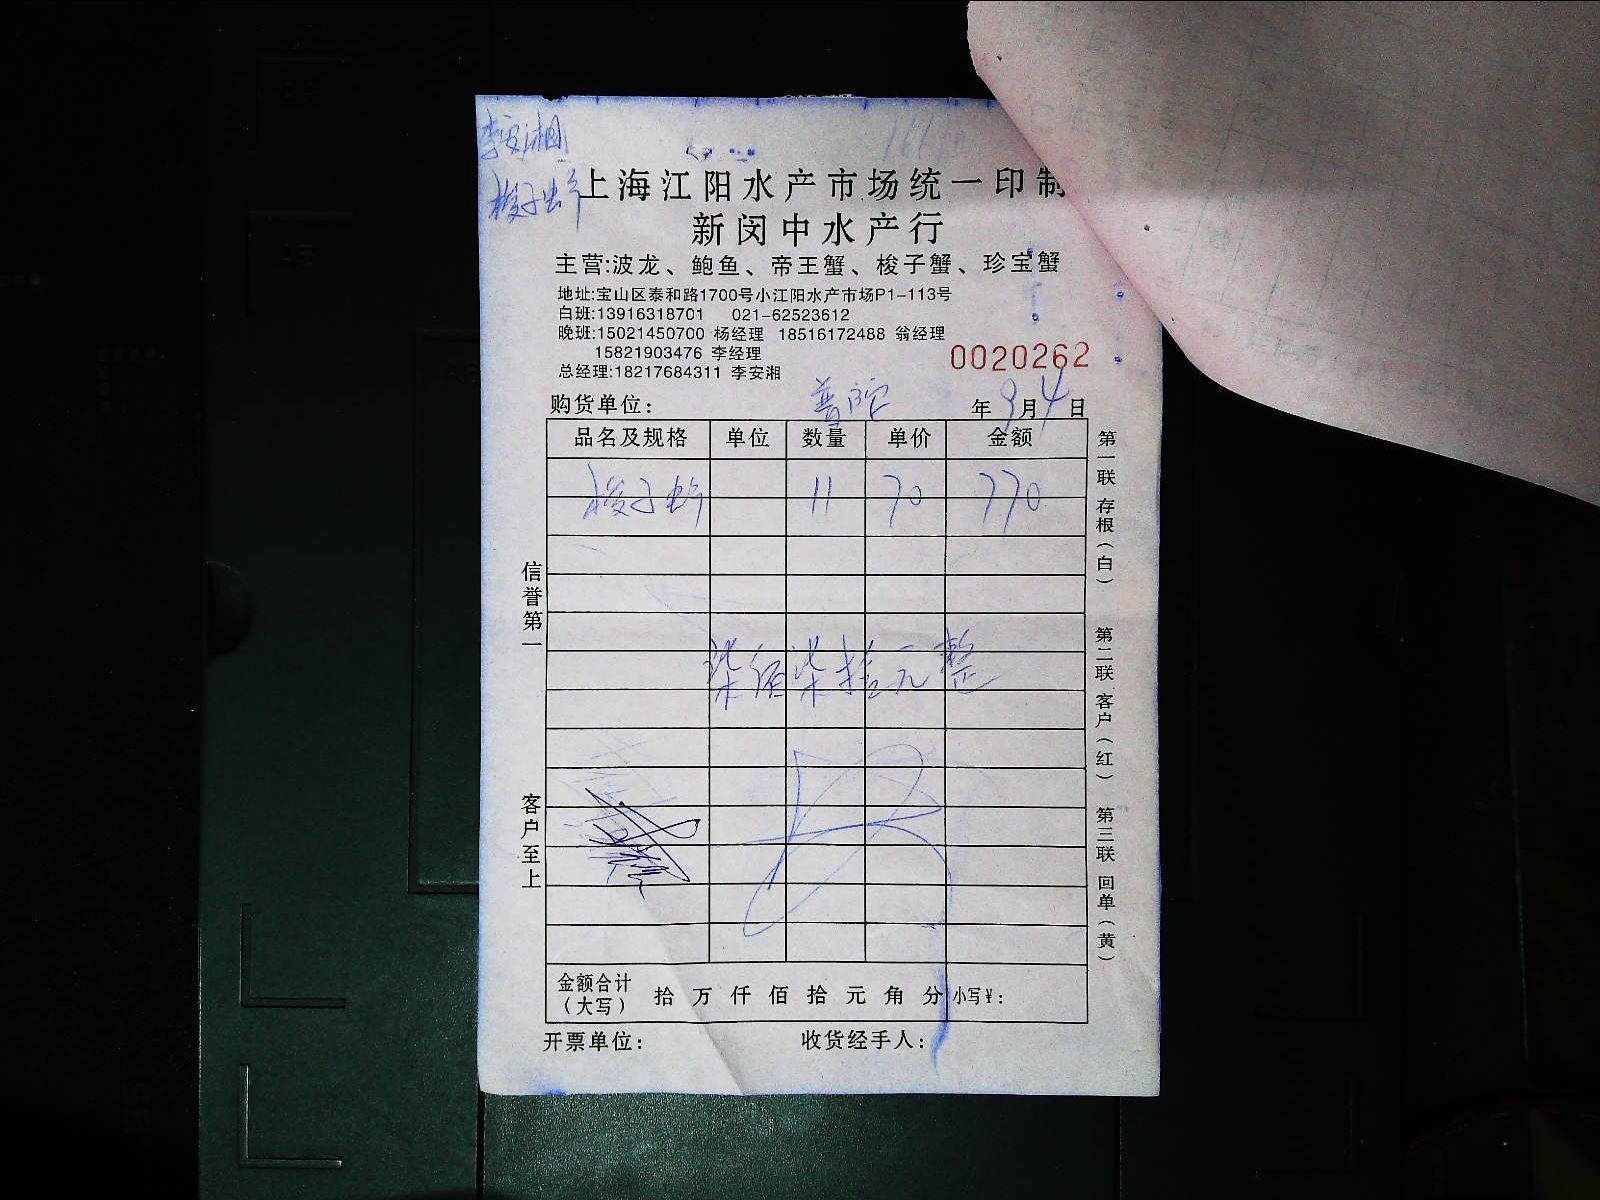 李安湘
梭子蟹
上海江阳水产市场统一印制
新闵中水产行
主营:波龙、鲍鱼、帝王蟹、梭子蟹、珍宝蟹
地址:宝山区泰和路1700号小江阳水产市场P1-113号
白班:13916318701 021-62523612
晚班:15021450700 杨经理 18516172488 翁经理
15821903476 李经理
总经理:18217684311 李安湘
0020262
购货单位: 普陀 年9月4日
品名及规格 单位 数量 单价 金额
梭子蟹 11 70 770
柒佰柒拾元整
金额合计(大写) 拾 万 仟 佰 拾 元 角 分 小写¥:
开票单位: 收货经手人:
信誉第一
客户至上
第一联 存根(白)
第二联 客户(红)
第三联 回单(黄)